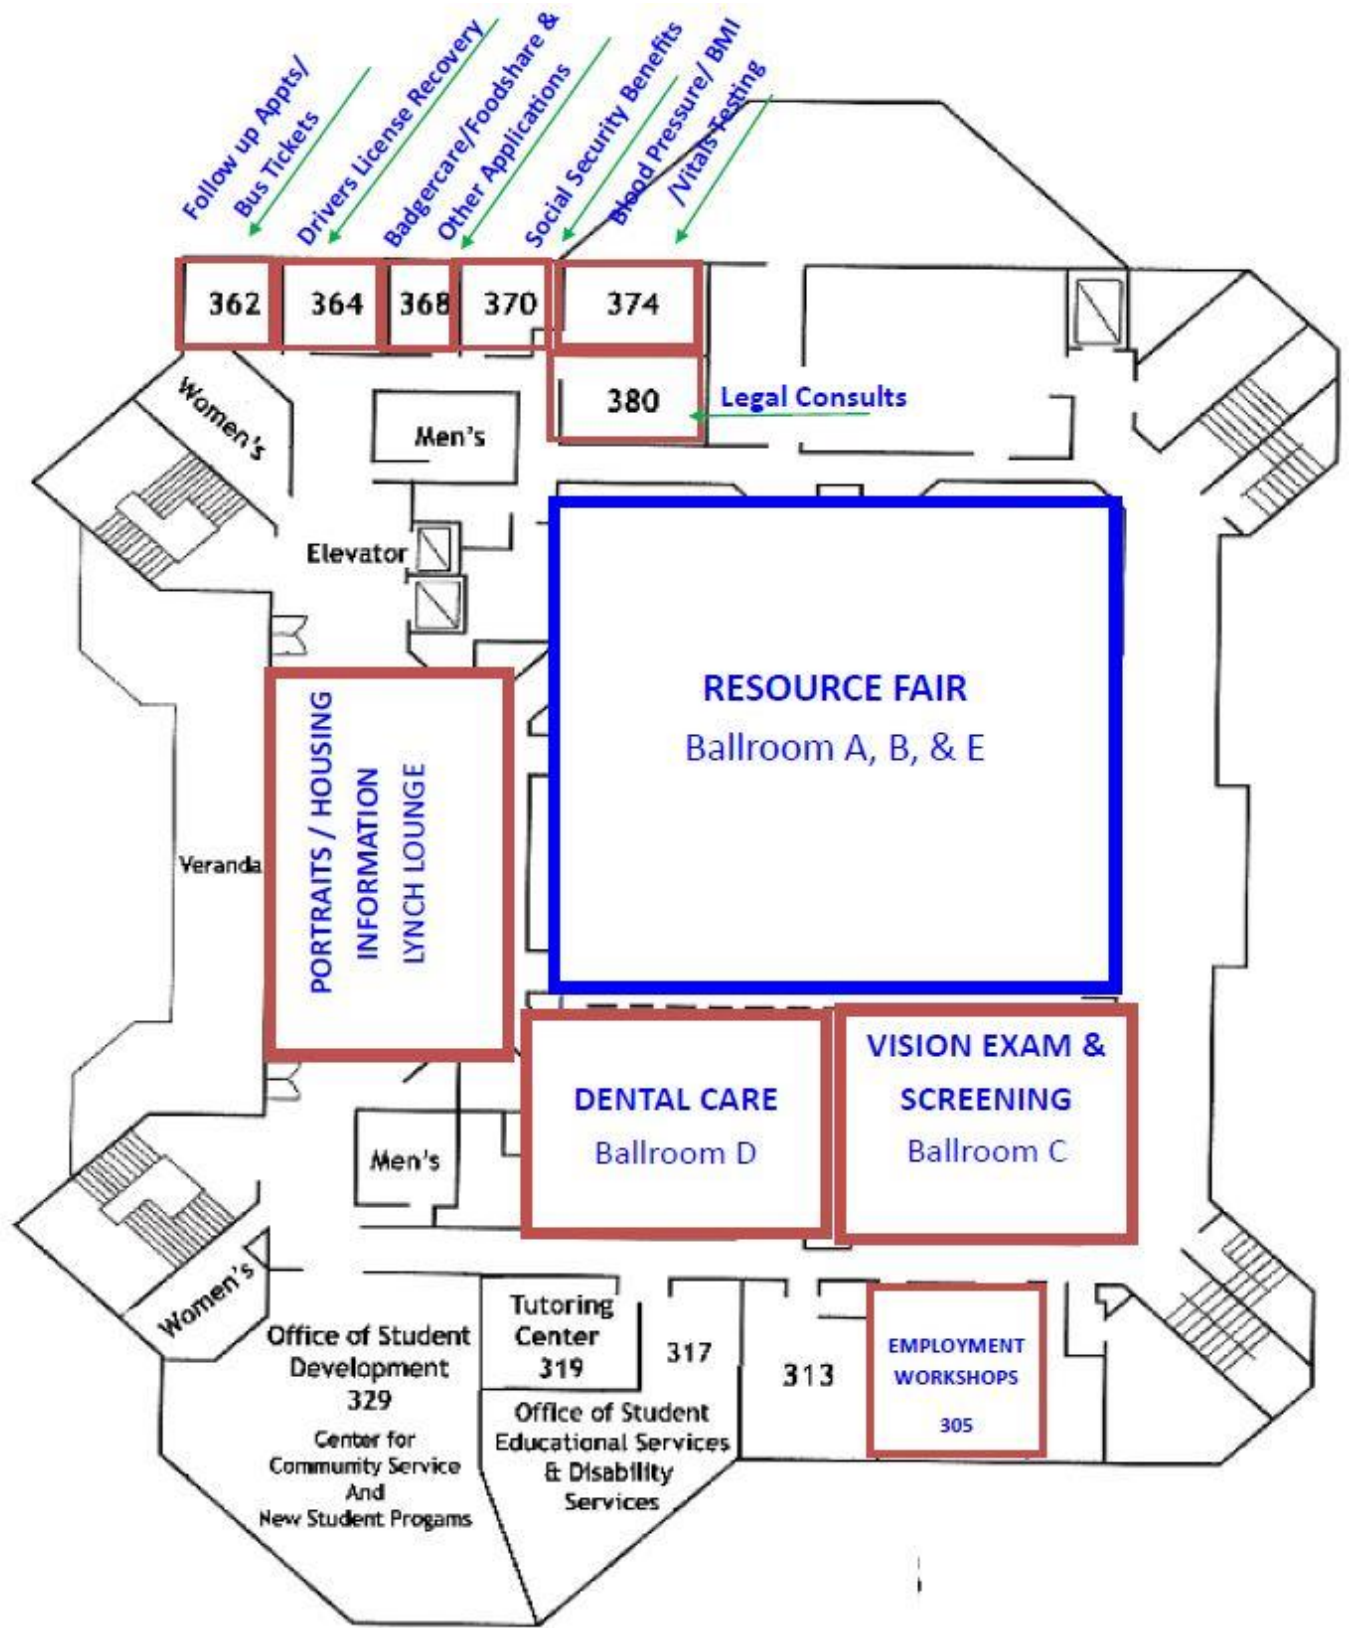 Follow up Appts/
Bus Tickets
Drivers License Recovery
Badgercare/Foodshare &
Other Applications
Social Security Benefits
Blood Pressure/ BMI
/Vitals Testing
362
364
368
370
374
380
Legal Consults
Women's
Men's
Elevator
RESOURCE FAIR
Ballroom A, B, & E
PORTRAITS / HOUSING
INFORMATION
LYNCH LOUNGE
Veranda
DENTAL CARE
Ballroom D
VISION EXAM &
SCREENING
Ballroom C
Men's
Women's
Office of Student
Development
329
Center for
Community Service
And
New Student Progams
Tutoring
Center
319
317
Office of Student
Educational Services
& Disability
Services
313
EMPLOYMENT
WORKSHOPS
305